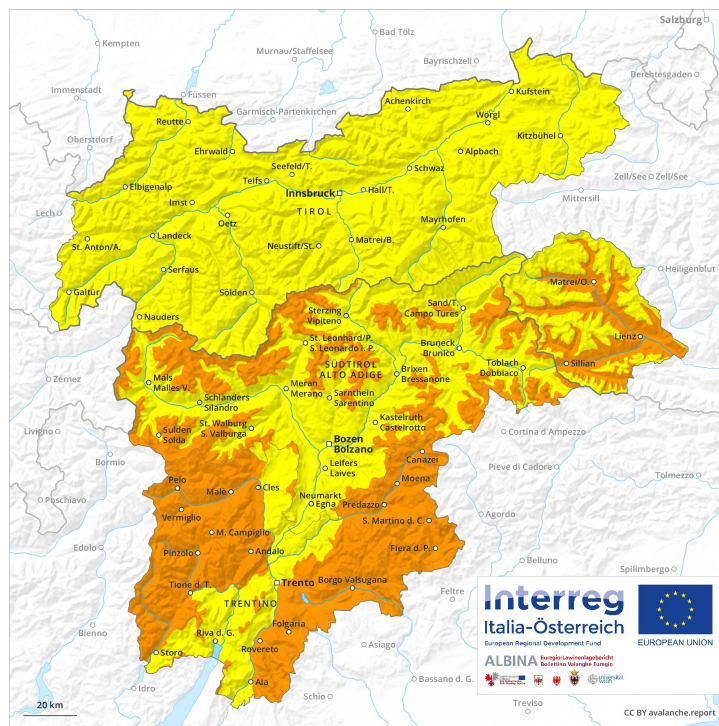 Salzburg
Bad Tölz
Kempten
Murnau/Staffelsee
Bayrischzell
Berchtesgaden
Immenstadt
Füssen
Achenkirch
Kufstein
Garmisch-Partenkirchen
Reutte
Wörgl
Oberstdorf
Ehrwald
Kitzbühel
Seefeld/T.
Alpbach
Schwaz
Telfs
Zell/See
Zell/See
Elbigenalp
Innsbruck
Hall/T.
Mittersill
Imst
TIROL
Lech
Oetz
Mayrhofen
St. Anton/A.
Landeck
Neustift/St.
Matrei/B.
Serfaus
Heiligenblut
Galtür
Sölden
Matrei/O.
Nauders
Sterzing
Vipiteno
Sand/T.
Campo Tures
St. Leonhard/P.
S. Leonardo i. P.
Lienz
Bruneck
Brunico
SÜDTIROL
ALTO ADIGE
Toblach
Dobbiaco
Sillian
Zernez
Mals
Malles V.
Meran
Merano
Brixen
Bressanone
Schlanders
Silandro
Sarnthein
Sarentino
St. Walburg
S. Valburga
Kastelruth
Castelrotto
Livigno
Sulden
Solda
Bozen
Bolzano
Cortina d'Ampezzo
Bormio
Canazei
Leifers
Laives
Pieve di Cadore
Tolmezzo
Peio
Moena
Poschiavo
Malè
Cles
Neumarkt
Egna
Predazzo
Vermiglio
Agordo
S. Martino d. C.
M. Campiglio
Edolo
Pinzolo
Andalo
Fiera d. P.
Belluno
Spilimbergo
Trento
Borgo Valsugana
Tione d. T.
Feltre
TRENTINO
Folgaria
Bienno
Riva d. G.
Rovereto
Asiago
Storo
Ala
Idro
Schio
Bassano d. G.
Treviso
20 km
Interreg
Italia-Österreich
European Regional Development Fund
EUROPEAN UNION
ALBINA
Euregio-Lawinenlagebericht
Bollettino Valanghe Euregio
universität
wien
CC BY avalanche.report